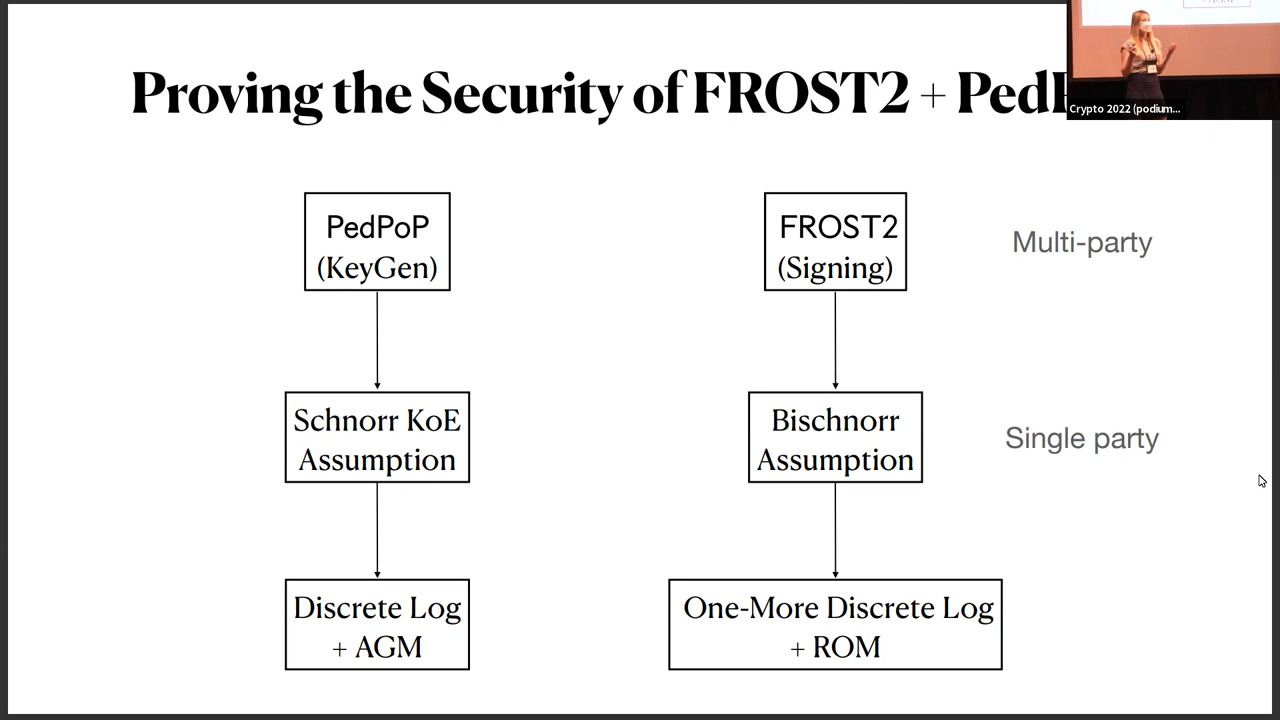 Proving the Security of FROST2 + Ped
Crypto 2022 (podium...
PedPoP
(KeyGen)
FROST2
(Signing)
Multi-party
Schnorr KoE
Assumption
Bischnorr
Assumption
Single party
Discrete Log
+ AGM
One-More Discrete Log
+ ROM